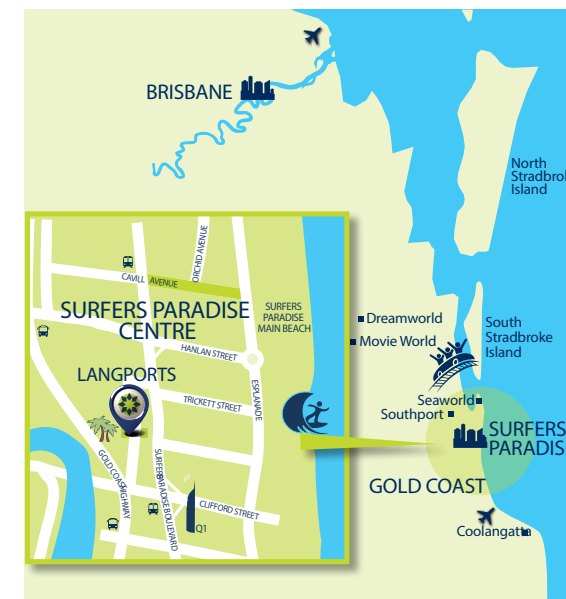 BRISBANE
North
Stradbrok
Island
ORCHID AVENUE
CAVILL AVENUE
SURFERS PARADISE
CENTRE
SURFERS
PARADISE
MAIN BEACH
HANLAN STREET
LANGPORTS
TRICKETT STREET
ESPLANADE
GOLD COAST HIGHWAY
SURFERS PARADISE BOULEVARD
CLIFFORD STREET
Q1
Dreamworld
Movie World
South
Stradbroke
Island
Seaworld
Southport
SURFERS
PARADIS
GOLD COAST
Coolangatta